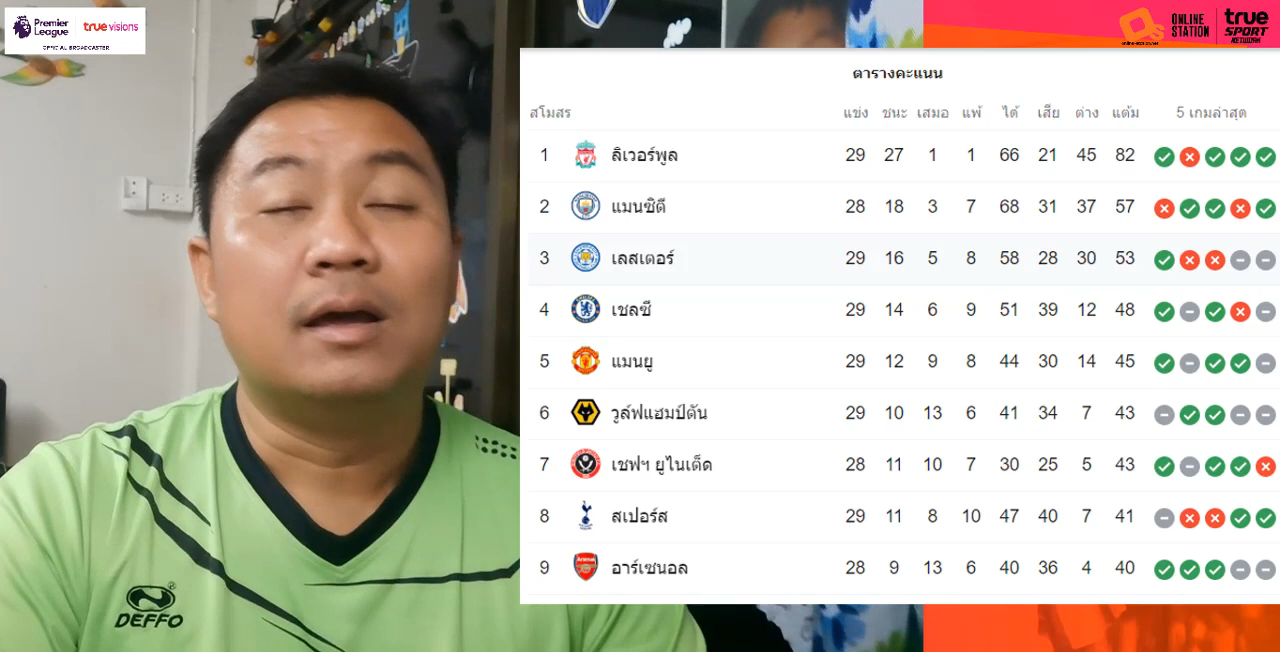 Premier League
true visions
OFFICIAL BROADCASTER
ONLINE STATION
online-station.net
true SPORT NETWORK
ตารางคะแนน
สโมสร แข่ง ชนะ เสมอ แพ้ ได้ เสีย ต่าง แต้ม 5 เกมล่าสุด
1 ลิเวอร์พูล 29 27 1 1 66 21 45 82
2 แมนซิตี 28 18 3 7 68 31 37 57
3 เลสเตอร์ 29 16 5 8 58 28 30 53
4 เชลซี 29 14 6 9 51 39 12 48
5 แมนยู 29 12 9 8 44 30 14 45
6 วูล์ฟแฮมป์ตัน 29 10 13 6 41 34 7 43
7 เชฟฯ ยูไนเต็ด 28 11 10 7 30 25 5 43
8 สเปอร์ส 29 11 8 10 47 40 7 41
9 Arsenal อาร์เซนอล 28 9 13 6 40 36 4 40
DEFFO